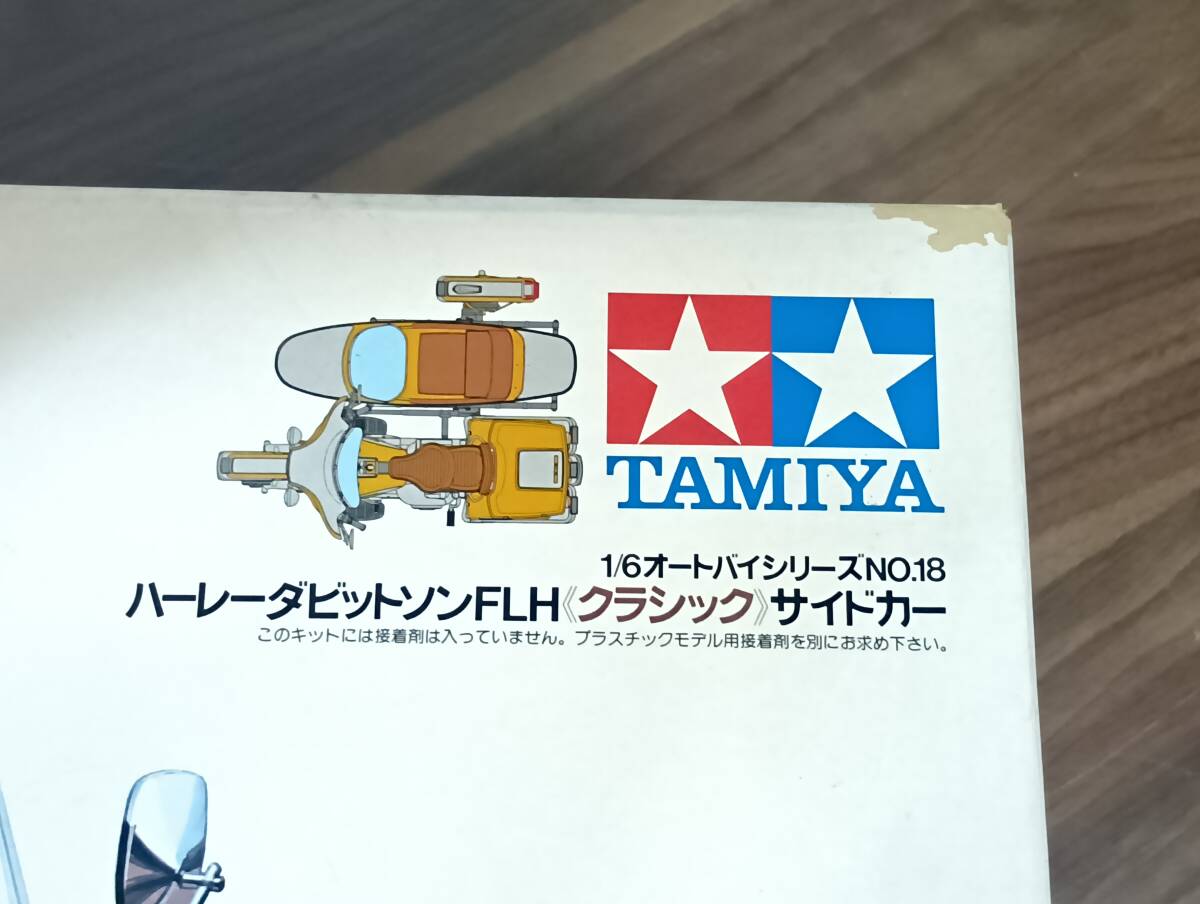 TAMIYA
1/6オートバイシリーズNO.18
ハーレーダビットソンFLH《クラシック》サイドカー
このキットには接着剤は入っていません。プラスチックモデル用接着剤を別にお求め下さい。